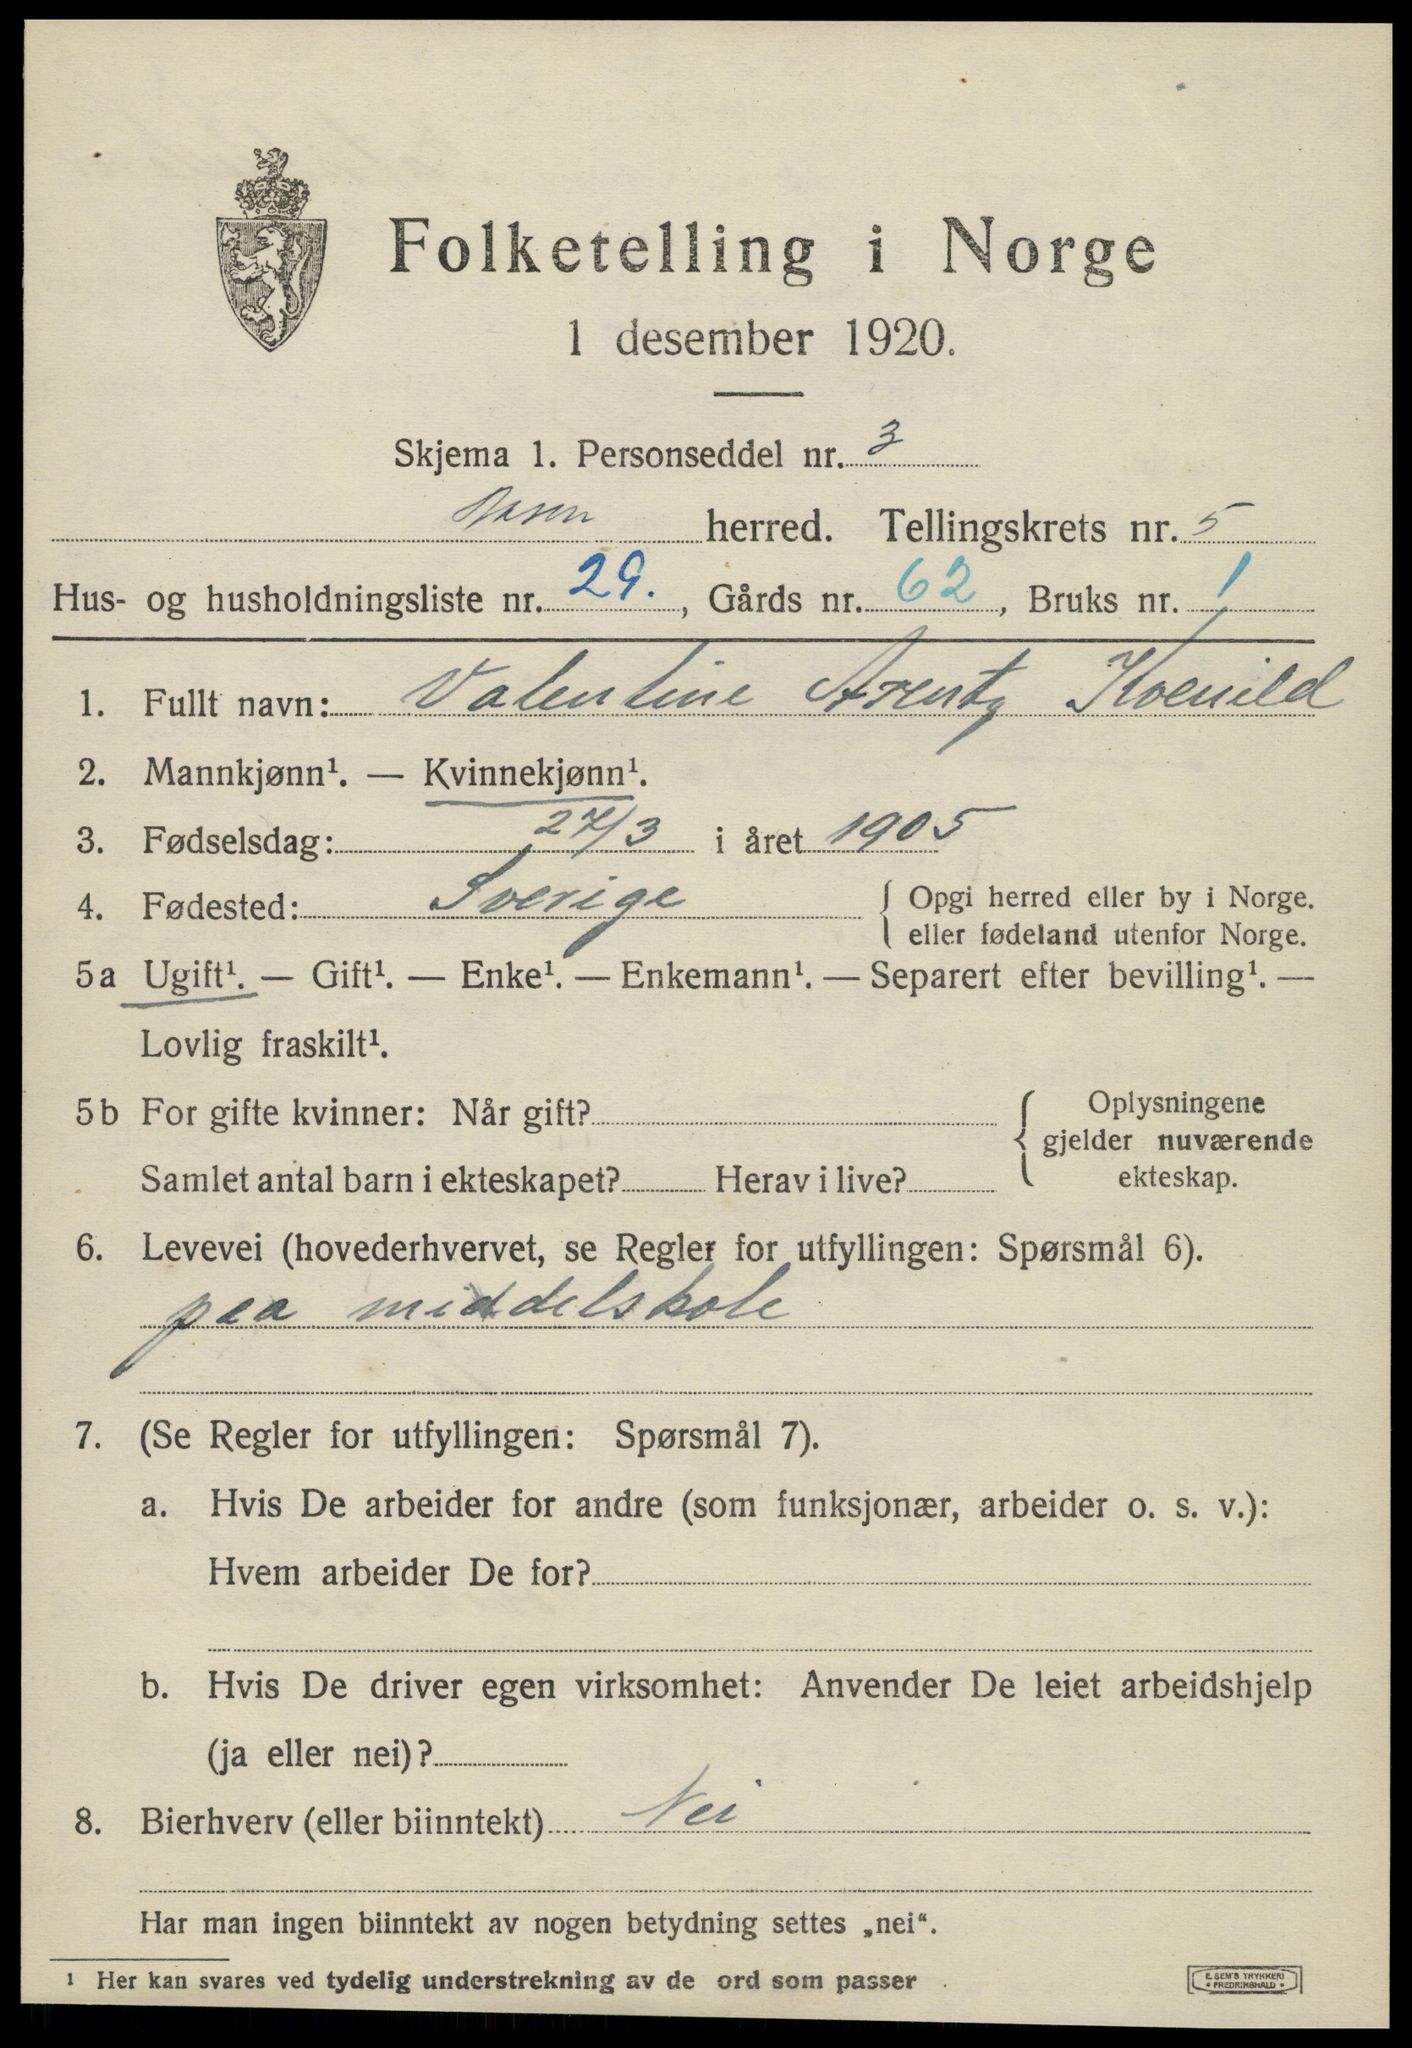 Folketelling i Norge
1 desember 1920.
Skjema 1. Personseddel nr. 3
herred. Tellingskrets nr. 5
Hus- og husholdningsliste nr. 29., Gårds nr. 62, Bruks nr. 1
1. Fullt navn: Valentine Arentz Kvenild
2. Mannkjønn¹. — Kvinnekjønn¹.
3. Fødselsdag: 27/3 i året 1905
4. Fødested: Sverige { Opgi herred eller by i Norge.
eller fødeland utenfor Norge.
5a Ugift¹. — Gift¹. — Enke¹. — Enkemann¹. — Separert efter bevilling¹. —
Lovlig fraskilt¹.
5b For gifte kvinner: Når gift? { Oplysningene
gjelder nuværende
Samlet antal barn i ekteskapet? Herav i live? ekteskap.
6. Levevei (hovederhvervet, se Regler for utfyllingen: Spørsmål 6).
paa middelskole
7. (Se Regler for utfyllingen: Spørsmål 7).
a. Hvis De arbeider for andre (som funksjonær, arbeider o. s. v.):
Hvem arbeider De for?
b. Hvis De driver egen virksomhet: Anvender De leiet arbeidshjelp
(ja eller nei)?
8. Bierhverv (eller biinntekt) Nei
Har man ingen biinntekt av nogen betydning settes „nei“.
¹ Her kan svares ved tydelig understrekning av de ord som passer
E. SEM'S TRYKKERI
• FREDRIKSHALD •